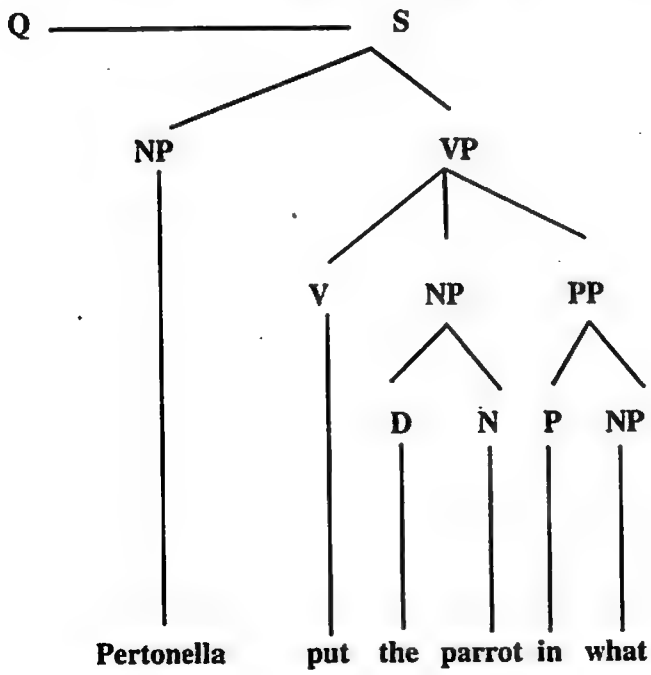 Q S
NP VP
V NP PP
D N P NP
Pertonella put the parrot in what